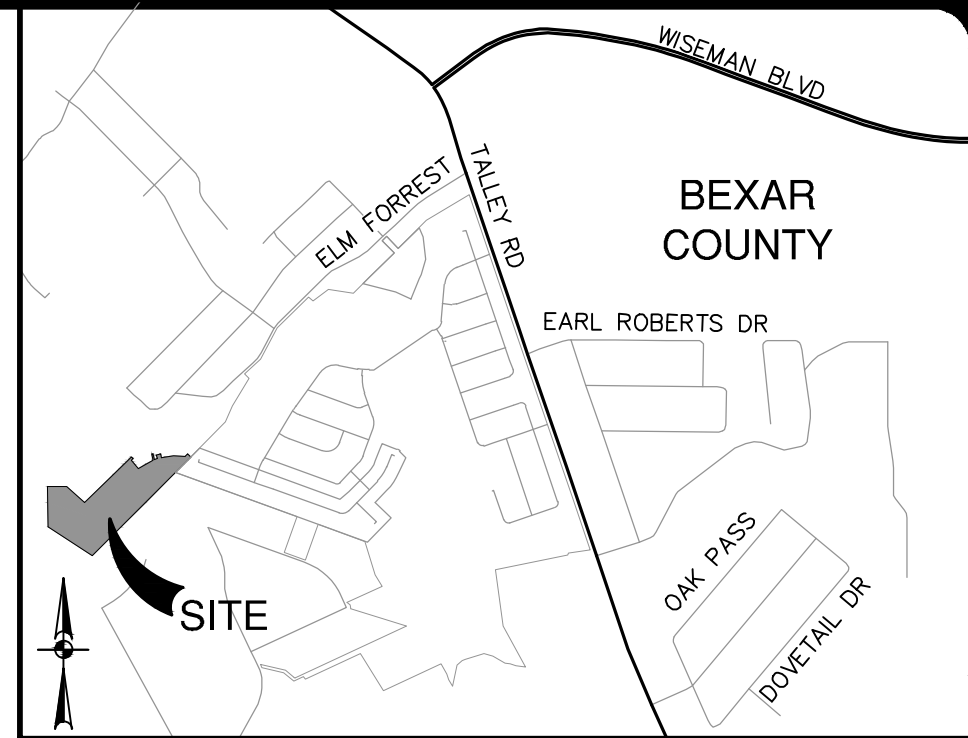 WISEMAN BLVD
ELM FORREST
TALLEY RD
BEXAR
COUNTY
EARL ROBERTS DR
OAK PASS
DOVETAIL DR
SITE